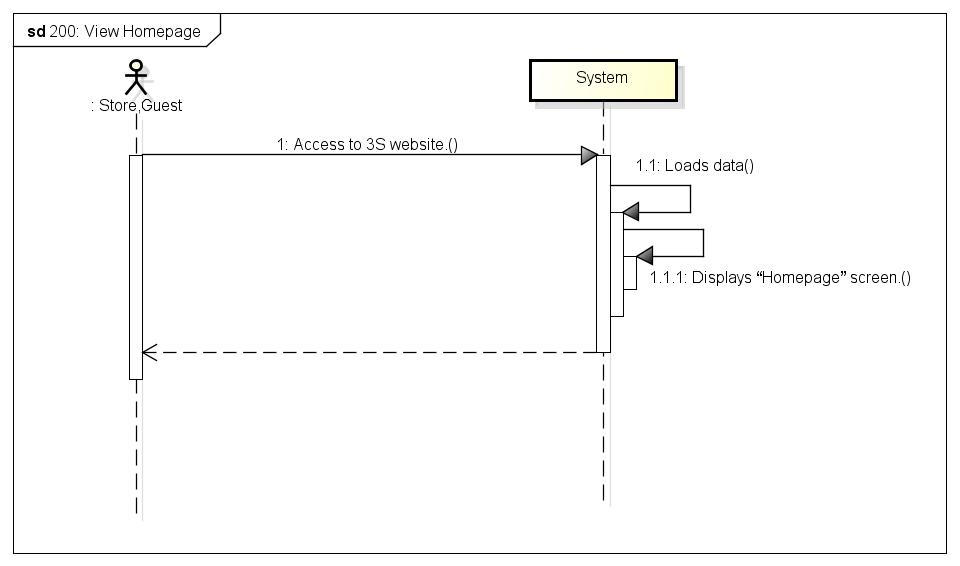 sd 200: View Homepage
: Store,Guest
System
1: Access to 3S website.()
1.1: Loads data()
1.1.1: Displays “Homepage” screen.()